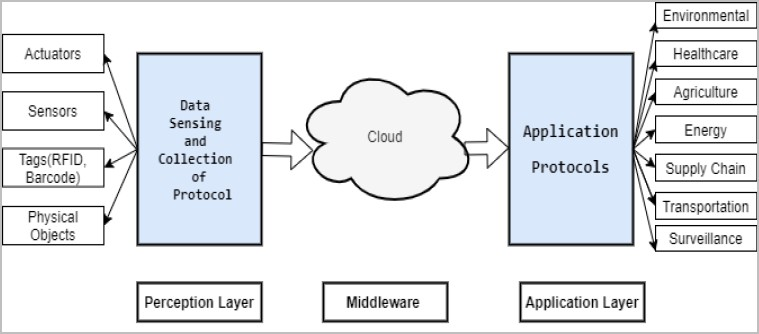 Actuators
Sensors
Tags(RFID,
Barcode)
Physical
Objects
Data
Sensing
and
Collection
of
Protocol
Cloud
Application
Protocols
Environmental
Healthcare
Agriculture
Energy
Supply Chain
Transportation
Surveillance
Perception Layer
Middleware
Application Layer